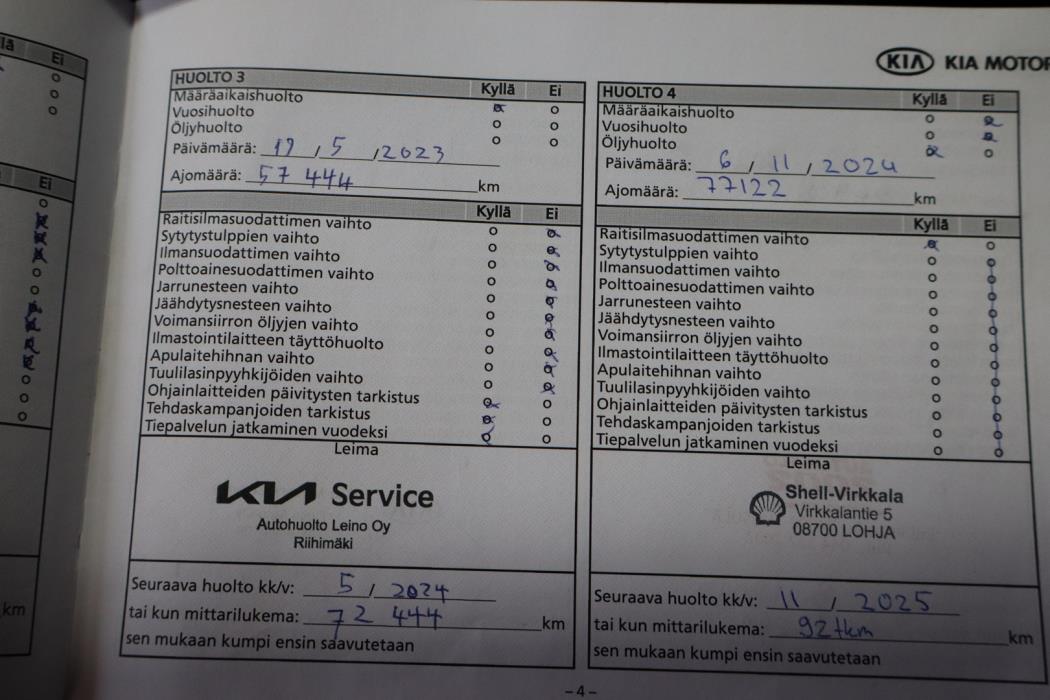 Ei
Ei
km
KIA KIA MOTOR
HUOLTO 3
Kyllä Ei
Määräaikaishuolto
Vuosihuolto
Öljyhuolto
Päivämäärä: / 5 / 2023
Ajomäärä: 57 444 km
Kyllä Ei
Raitisilmasuodattimen vaihto
Sytytystulppien vaihto
Ilmansuodattimen vaihto
Polttoainesuodattimen vaihto
Jarrunesteen vaihto
Jäähdytysnesteen vaihto
Voimansiirron öljyjen vaihto
Ilmastointilaitteen täyttöhuolto
Apulaitehihnan vaihto
Tuulilasinpyyhkijöiden vaihto
Ohjainlaitteiden päivitysten tarkistus
Tehdaskampanjoiden tarkistus
Tiepalvelun jatkaminen vuodeksi
Leima
KIA Service
Autohuolto Leino Oy
Riihimäki
Seuraava huolto kk/v: 5 / 2024
tai kun mittarilukema: 72 444 km
sen mukaan kumpi ensin saavutetaan
HUOLTO 4
Kyllä Ei
Määräaikaishuolto
Vuosihuolto
Öljyhuolto
Päivämäärä: 6 / 11 / 2024
Ajomäärä: 77122 km
Kyllä Ei
Raitisilmasuodattimen vaihto
Sytytystulppien vaihto
Ilmansuodattimen vaihto
Polttoainesuodattimen vaihto
Jarrunesteen vaihto
Jäähdytysnesteen vaihto
Voimansiirron öljyjen vaihto
Ilmastointilaitteen täyttöhuolto
Apulaitehihnan vaihto
Tuulilasinpyyhkijöiden vaihto
Ohjainlaitteiden päivitysten tarkistus
Tehdaskampanjoiden tarkistus
Tiepalvelun jatkaminen vuodeksi
Leima
Shell-Virkkala
Virkkalantie 5
08700 LOHJA
Seuraava huolto kk/v: 11 / 2025
tai kun mittarilukema: 92tkm km
sen mukaan kumpi ensin saavutetaan
– 4 –